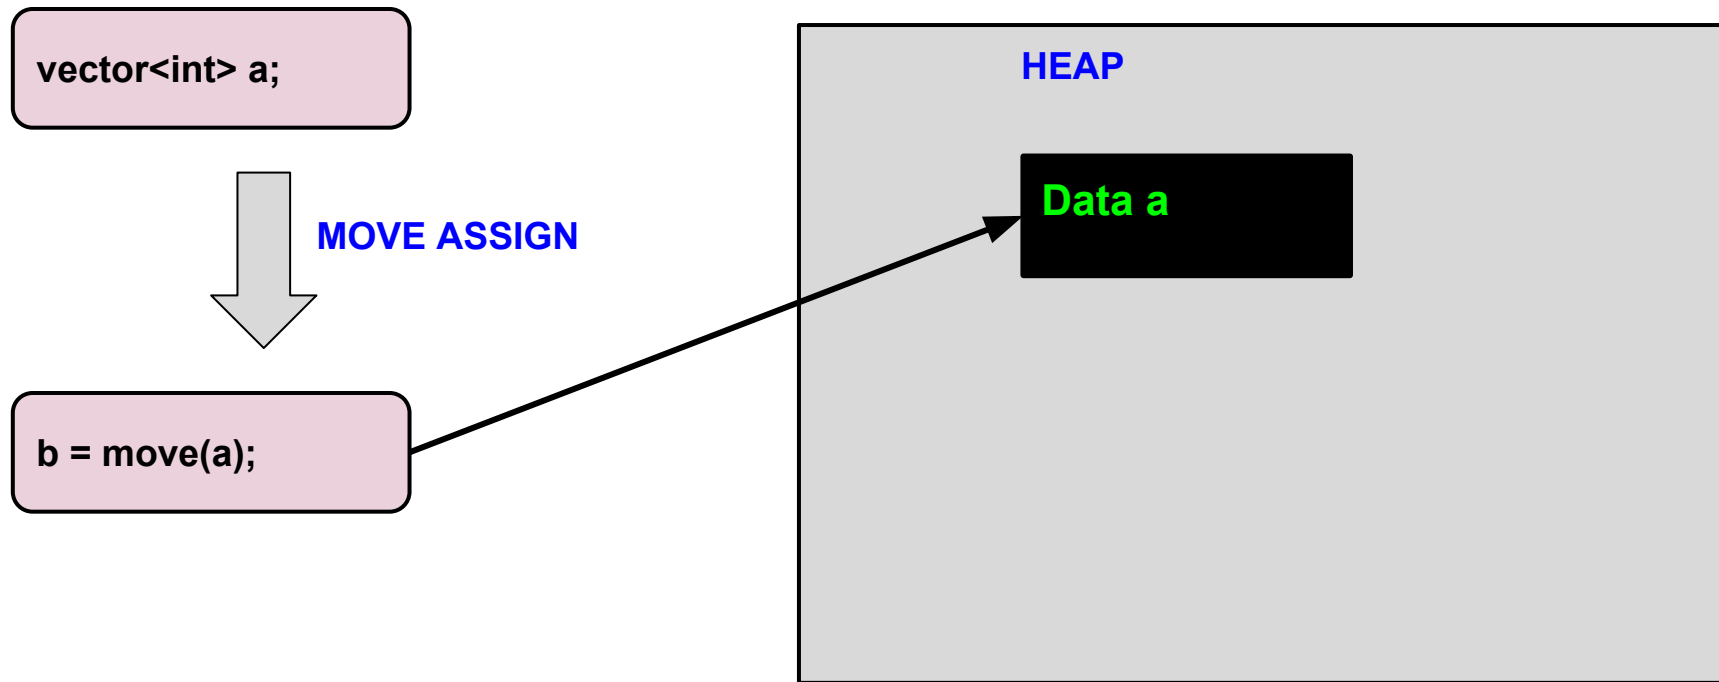 vector<int> a;
HEAP
Data a
MOVE ASSIGN
b = move(a);